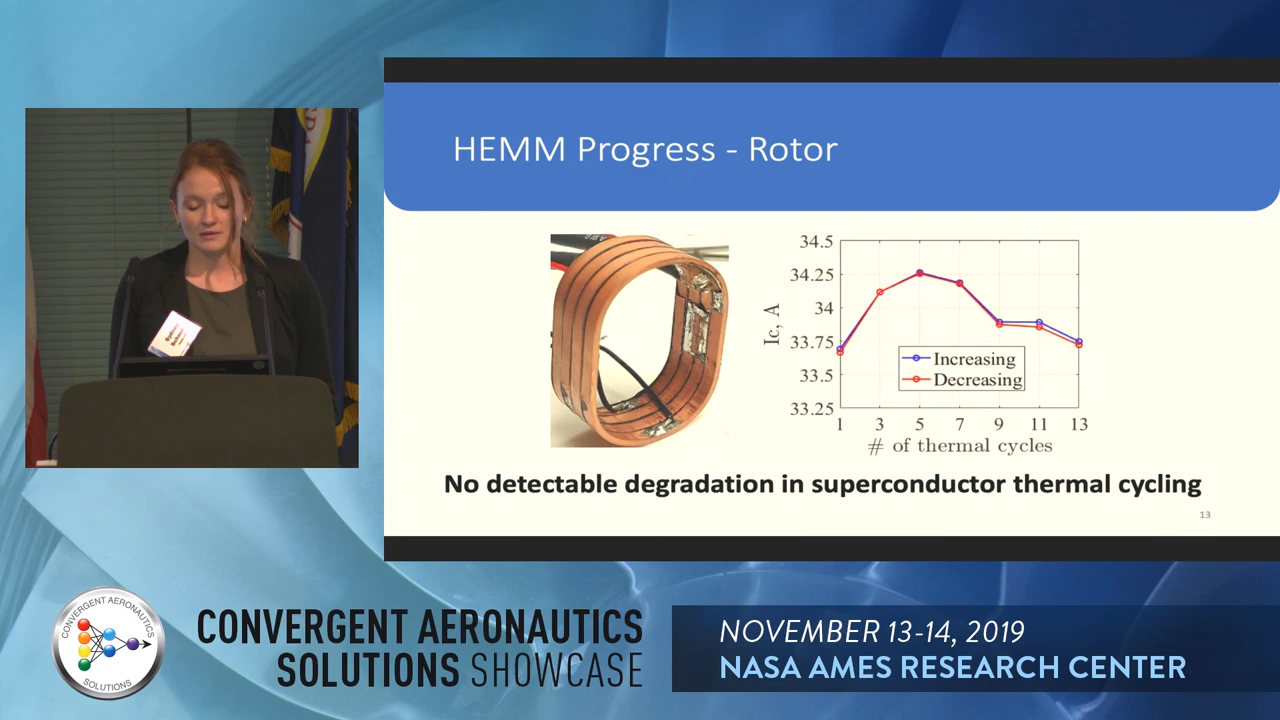 HEMM Progress - Rotor
34.5
34.25
34
33.75
33.5
33.25
Ic, A
Increasing
Decreasing
1 3 5 7 9 11 13
# of thermal cycles
No detectable degradation in superconductor thermal cycling
13
CONVERGENT AERONAUTICS
SOLUTIONS
CONVERGENT AERONAUTICS
SOLUTIONS SHOWCASE
NOVEMBER 13-14, 2019
NASA AMES RESEARCH CENTER